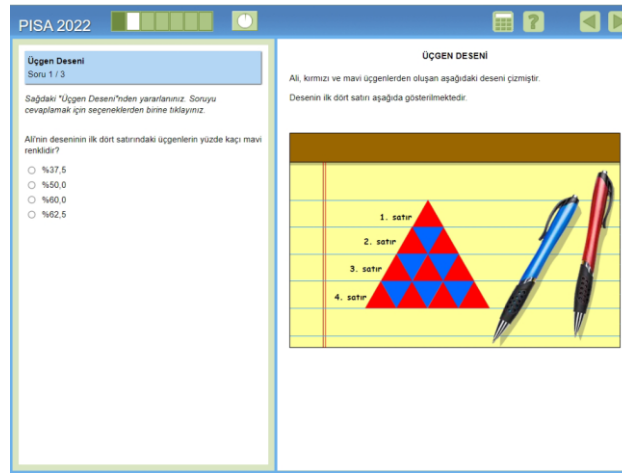 PISA 2022
?
Üçgen Deseni
Soru 1 / 3
Sağdaki "Üçgen Deseni"nden yararlanınız. Soruyu
cevaplamak için seçeneklerden birine tıklayınız.
Ali'nin deseninin ilk dört satırındaki üçgenlerin yüzde kaçı mavi
renklidir?
%37,5
%50,0
%60,0
%62,5
ÜÇGEN DESENİ
Ali, kırmızı ve mavi üçgenlerden oluşan aşağıdaki deseni çizmiştir.
Desenin ilk dört satırı aşağıda gösterilmektedir.
1. satır
2. satır
3. satır
4. satır